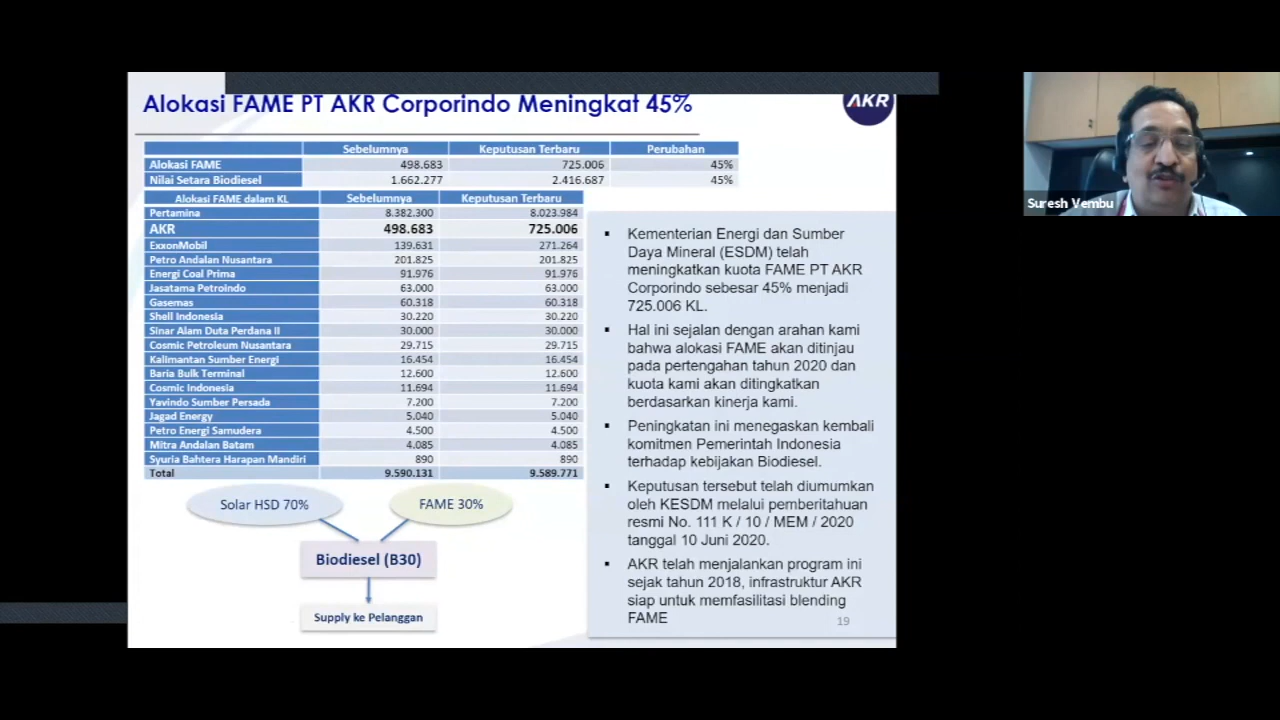 Alokasi FAME PT AKR Corporindo Meningkat 45%
AKR
Sebelumnya Keputusan Terbaru Perubahan
Alokasi FAME 498.683 725.006 45%
Nilai Setara Biodiesel 1.662.277 2.416.687 45%
Alokasi FAME dalam KL Sebelumnya Keputusan Terbaru
Pertamina 8.382.300 8.023.984
AKR 498.683 725.006
ExxonMobil 139.631 271.264
Petro Andalan Nusantara 201.825 201.825
Energi Coal Prima 91.976 91.976
Jasatama Petroindo 63.000 63.000
Gasemas 60.318 60.318
Shell Indonesia 30.220 30.220
Sinar Alam Duta Perdana II 30.000 30.000
Cosmic Petroleum Nusantara 29.715 29.715
Kalimantan Sumber Energi 16.454 16.454
Baria Bulk Terminal 12.600 12.600
Cosmic Indonesia 11.694 11.694
Yavindo Sumber Persada 7.200 7.200
Jagad Energy 5.040 5.040
Petro Energi Samudera 4.500 4.500
Mitra Andalan Batam 4.085 4.085
Syuria Bahtera Harapan Mandiri 890 890
Total 9.590.131 9.589.771
Solar HSD 70% FAME 30%
Biodiesel (B30)
Supply ke Pelanggan
▪ Kementerian Energi dan Sumber
Daya Mineral (ESDM) telah
meningkatkan kuota FAME PT AKR
Corporindo sebesar 45% menjadi
725.006 KL.
▪ Hal ini sejalan dengan arahan kami
bahwa alokasi FAME akan ditinjau
pada pertengahan tahun 2020 dan
kuota kami akan ditingkatkan
berdasarkan kinerja kami.
▪ Peningkatan ini menegaskan kembali
komitmen Pemerintah Indonesia
terhadap kebijakan Biodiesel.
▪ Keputusan tersebut telah diumumkan
oleh KESDM melalui pemberitahuan
resmi No. 111 K / 10 / MEM / 2020
tanggal 10 Juni 2020.
▪ AKR telah menjalankan program ini
sejak tahun 2018, infrastruktur AKR
siap untuk memfasilitasi blending
FAME
19
Suresh Vembu